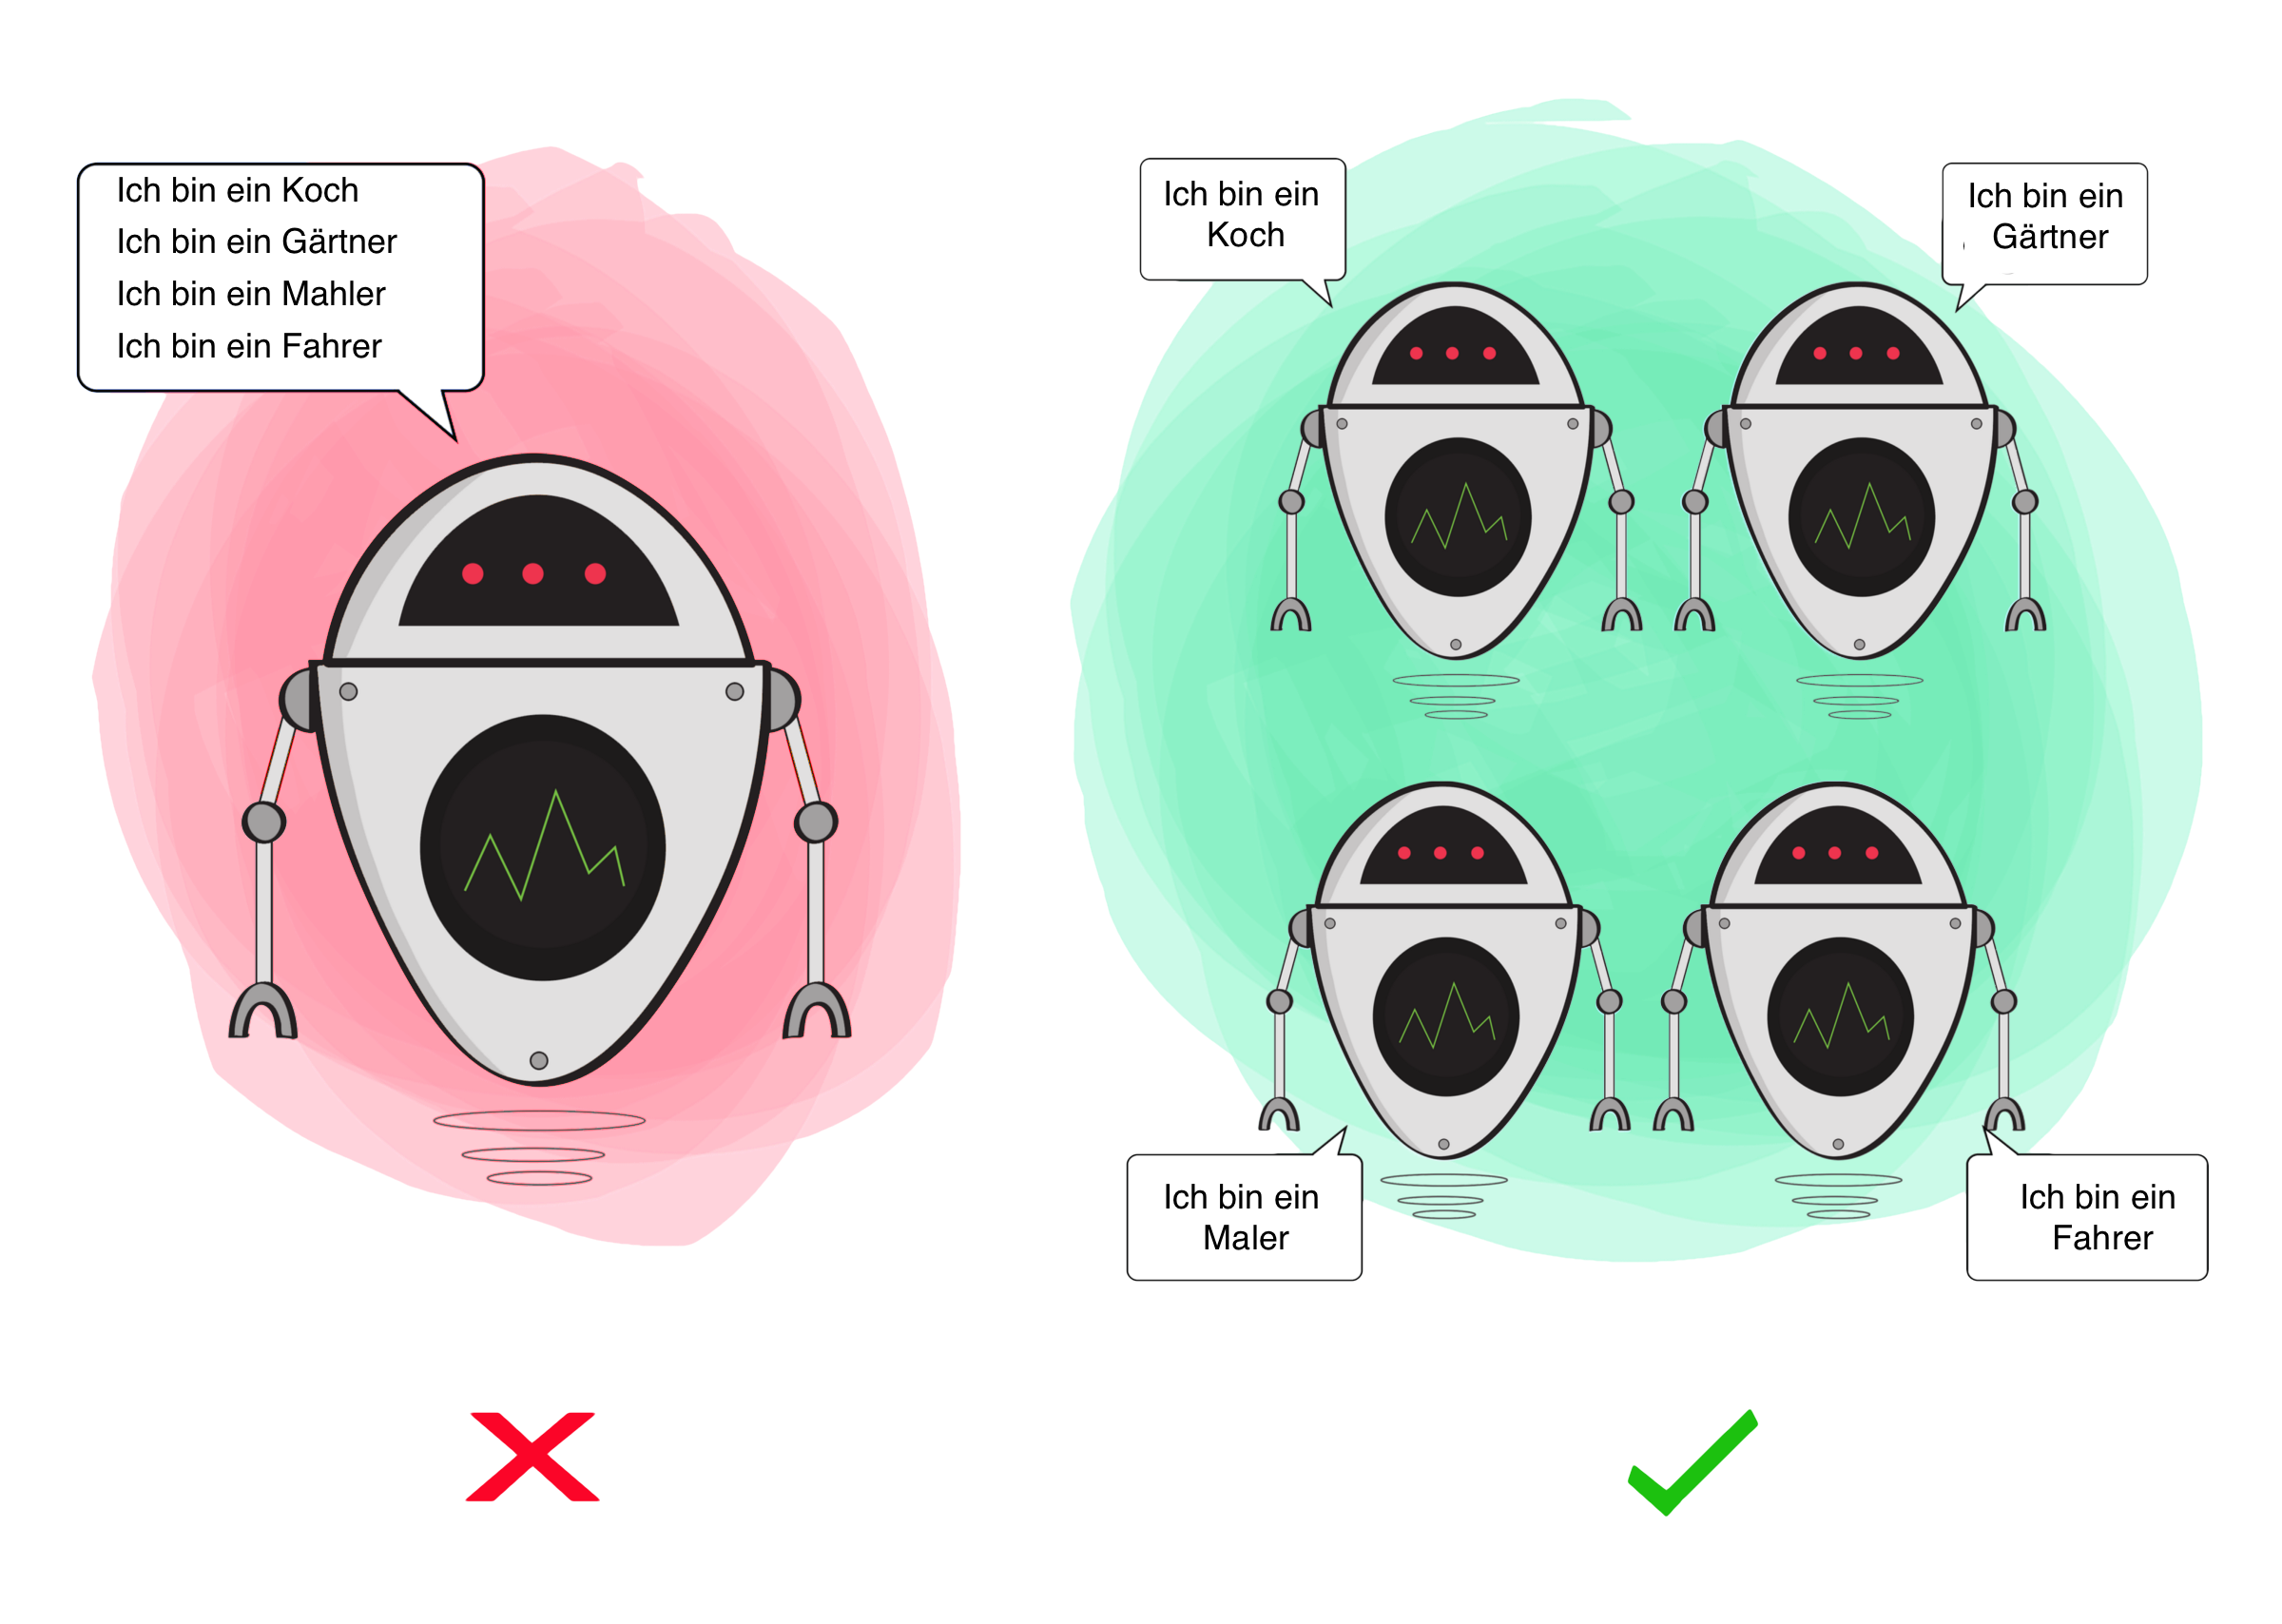 Ich bin ein Koch
Ich bin ein Gärtner
Ich bin ein Mahler
Ich bin ein Fahrer
Ich bin ein
Koch
Ich bin ein
Gärtner
Ich bin ein
Maler
Ich bin ein
Fahrer